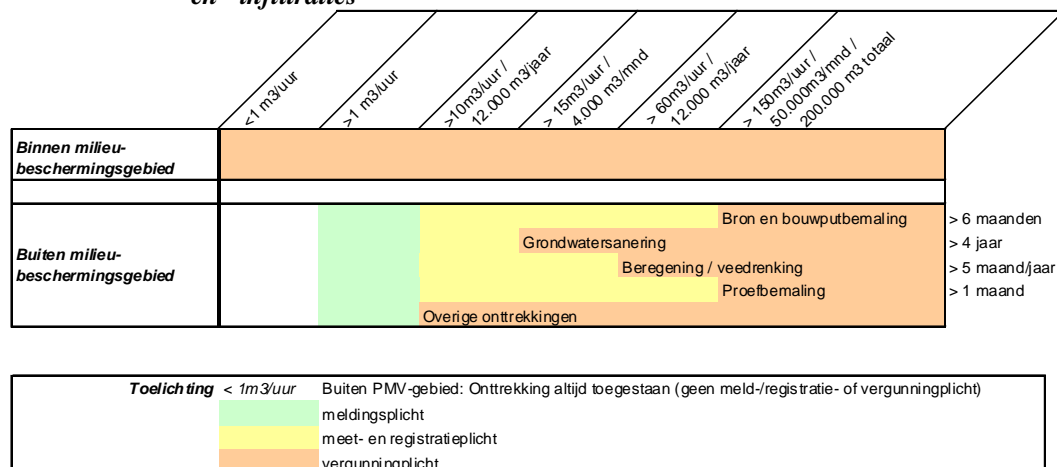 en infiltraties
<1 m3/uur
>1 m3/uur
>10m3/uur /
12.000 m3/jaar
> 15m3/uur /
4.000 m3/mnd
> 60m3/uur /
12.000 m3/jaar
> 150m3/uur /
50.000m3/mnd /
200.000 m3 totaal
Binnen milieu-
beschermingsgebied
Buiten milieu-
beschermingsgebied
Bron en bouwputbemaling > 6 maanden
Grondwatersanering > 4 jaar
Beregening / veedrenking > 5 maand/jaar
Proefbemaling > 1 maand
Overige onttrekkingen
Toelichting < 1m3/uur Buiten PMV-gebied: Onttrekking altijd toegestaan (geen meld-/registratie- of vergunningplicht)
meldingsplicht
meet- en registratieplicht
vergunningplicht